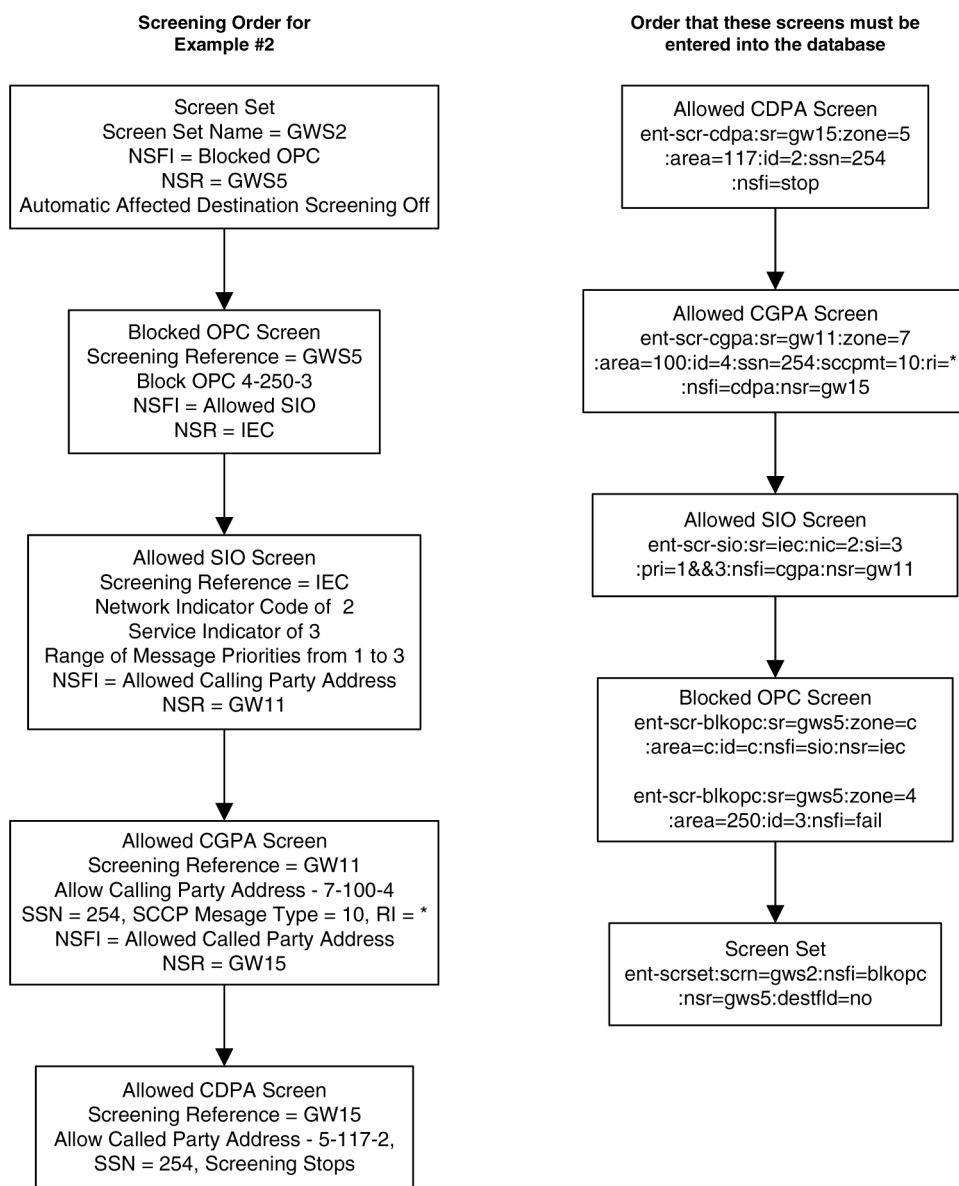 Screening Order for
Example #2
Screen Set
Screen Set Name = GWS2
NSFI = Blocked OPC
NSR = GWS5
Automatic Affected Destination Screening Off
Blocked OPC Screen
Screening Reference = GWS5
Block OPC 4-250-3
NSFI = Allowed SIO
NSR = IEC
Allowed SIO Screen
Screening Reference = IEC
Network Indicator Code of 2
Service Indicator of 3
Range of Message Priorities from 1 to 3
NSFI = Allowed Calling Party Address
NSR = GW11
Allowed CGPA Screen
Screening Reference = GW11
Allow Calling Party Address - 7-100-4
SSN = 254, SCCP Mesage Type = 10, RI = *
NSFI = Allowed Called Party Address
NSR = GW15
Allowed CDPA Screen
Screening Reference = GW15
Allow Called Party Address - 5-117-2,
SSN = 254, Screening Stops
Order that these screens must be
entered into the database
Allowed CDPA Screen
ent-scr-cdpa:sr=gw15:zone=5
:area=117:id=2:ssn=254
:nsfi=stop
Allowed CGPA Screen
ent-scr-cgpa:sr=gw11:zone=7
:area=100:id=4:ssn=254:sccpmt=10:ri=*
:nsfi=cdpa:nsr=gw15
Allowed SIO Screen
ent-scr-sio:sr=iec:nic=2:si=3
:pri=1&&3:nsfi=cgpa:nsr=gw11
Blocked OPC Screen
ent-scr-blkopc:sr=gws5:zone=c
:area=c:id=c:nsfi=sio:nsr=iec
ent-scr-blkopc:sr=gws5:zone=4
:area=250:id=3:nsfi=fail
Screen Set
ent-scrset:scrn=gws2:nsfi=blkopc
:nsr=gws5:destfld=no